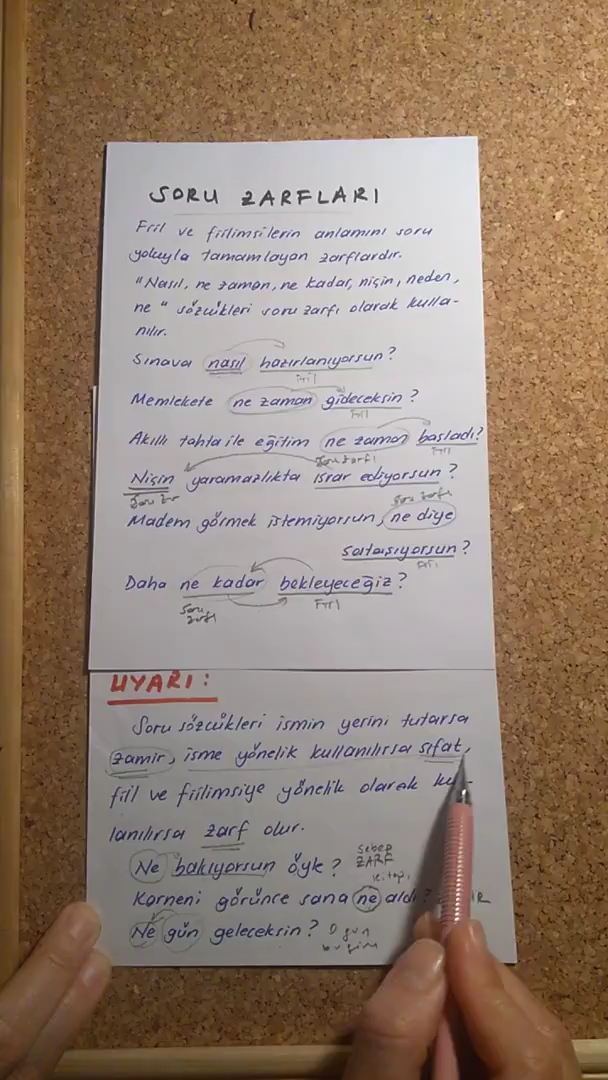 SORU ZARFLARI
Fiil ve fiilimsilerin anlamını soru
yoluyla tamamlayan zarflardır.
"Nasıl, ne zaman, ne kadar, niçin, neden,
ne" sözcükleri soru zarfı olarak kulla-
nılır.
Sınava nasıl hazırlanıyorsun?
Fiil
Memlekete ne zaman gideceksin?
Fiil
Akıllı tahta ile eğitim ne zaman başladı?
Soru zarfı Fiil
Niçin yaramazlıkta ısrar ediyorsun?
Soru zarfı
Madem görmek istemiyorsun, ne diye
sataşıyorsun?
Fiil
Daha ne kadar bekleyeceğiz?
Soru zarfı Fiil
UYARI:
Soru sözcükleri ismin yerini tutarsa
zamir, isme yönelik kullanılırsa sıfat,
fiil ve fiilimsiye yönelik olarak kul-
lanılırsa zarf olur.
Ne bakıyorsun öyle? sebep ZARF
kitap
Karneni görünce sana ne aldı?
Ne gün geleceksin? O gün
bugün